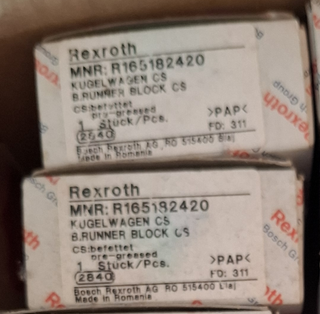 Rexroth
MNR: R165182420
KUGELWAGEN CS
B.RUNNER BLOCK CS
CS:befettet
pre-greased
1 Stück/Pcs.
>PAP<
2840
FD: 311
Bosch Rexroth AG, RO 515400 Blaj
Made in Romania
Rexroth
MNR: R165182420
KUGELWAGEN CS
B.RUNNER BLOCK CS
CS:befettet
pre-greased
1 Stück/Pcs.
>PAP<
2840
FD: 311
Bosch Rexroth AG RO 515400 Blaj
Made in Romania